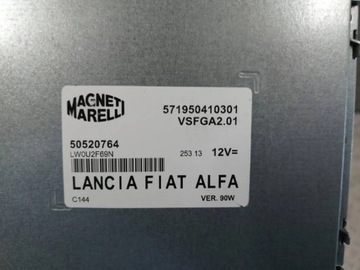 MAGNETI
MARELLI
571950410301
VSFGA2.01
50520764
LW0U2F69N
253 13 12V=
LANCIA FIAT ALFA
C144 VER. 90W